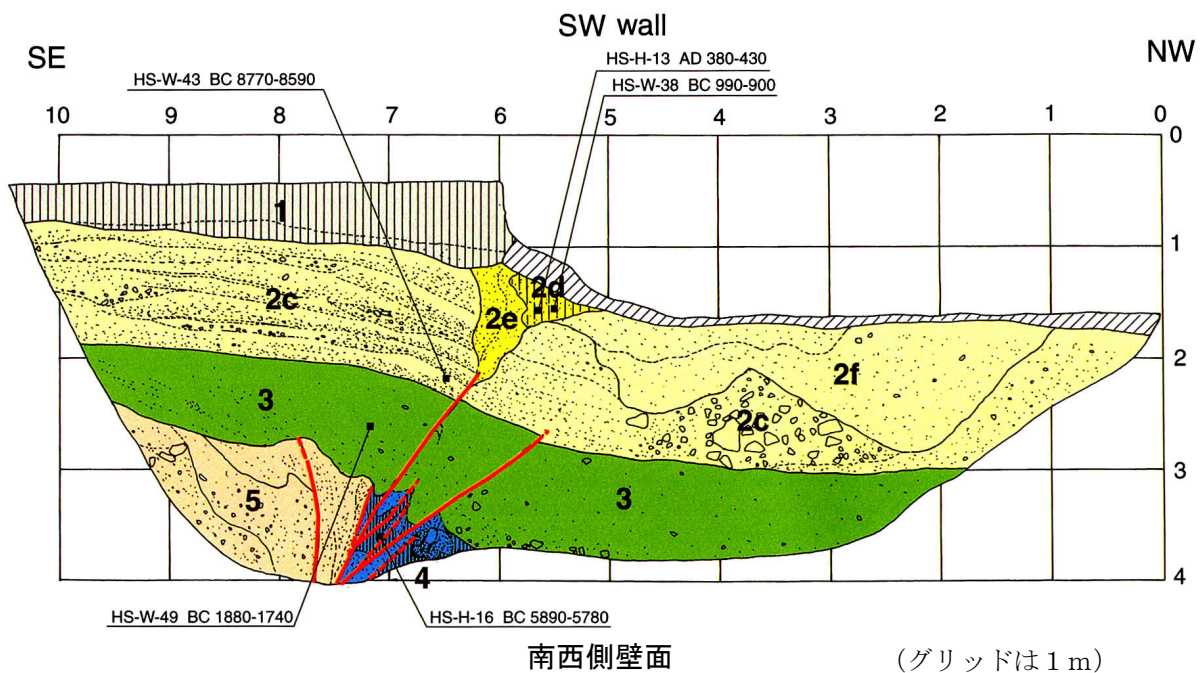 SW wall
SE
NW
HS-H-13 AD 380-430
HS-W-43 BC 8770-8590
HS-W-38 BC 990-900
10 9 8 7 6 5 4 3 2 1 0
0
1
1
2d
2c
2e
2
2f
2c
3
3
5
3
4
4
HS-W-49 BC 1880-1740
HS-H-16 BC 5890-5780
南西側壁面
（グリッドは１ｍ）